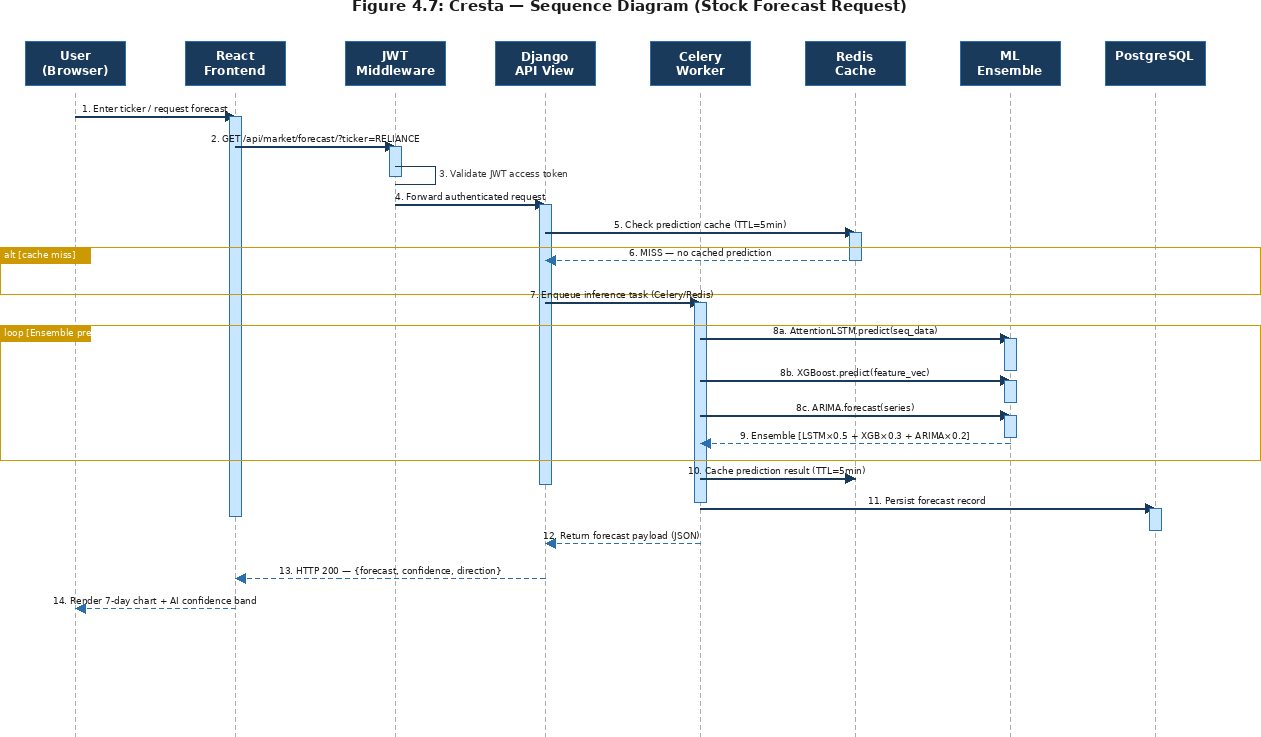 Figure 4.7: Cresta — Sequence Diagram (Stock Forecast Request)
User
(Browser)
React
Frontend
JWT
Middleware
Django
API View
Celery
Worker
Redis
Cache
ML
Ensemble
PostgreSQL
1. Enter ticker / request forecast
2. GET /api/market/forecast/?ticker=RELIANCE
3. Validate JWT access token
4. Forward authenticated request
5. Check prediction cache (TTL=5min)
alt [cache miss]
6. MISS — no cached prediction
7. Enqueue inference task (Celery/Redis)
loop [Ensemble pre
8a. AttentionLSTM.predict(seq_data)
8b. XGBoost.predict(feature_vec)
8c. ARIMA.forecast(series)
9. Ensemble [LSTM×0.5 + XGB×0.3 + ARIMA×0.2]
10. Cache prediction result (TTL=5min)
11. Persist forecast record
12. Return forecast payload (JSON)
13. HTTP 200 — {forecast, confidence, direction}
14. Render 7-day chart + AI confidence band